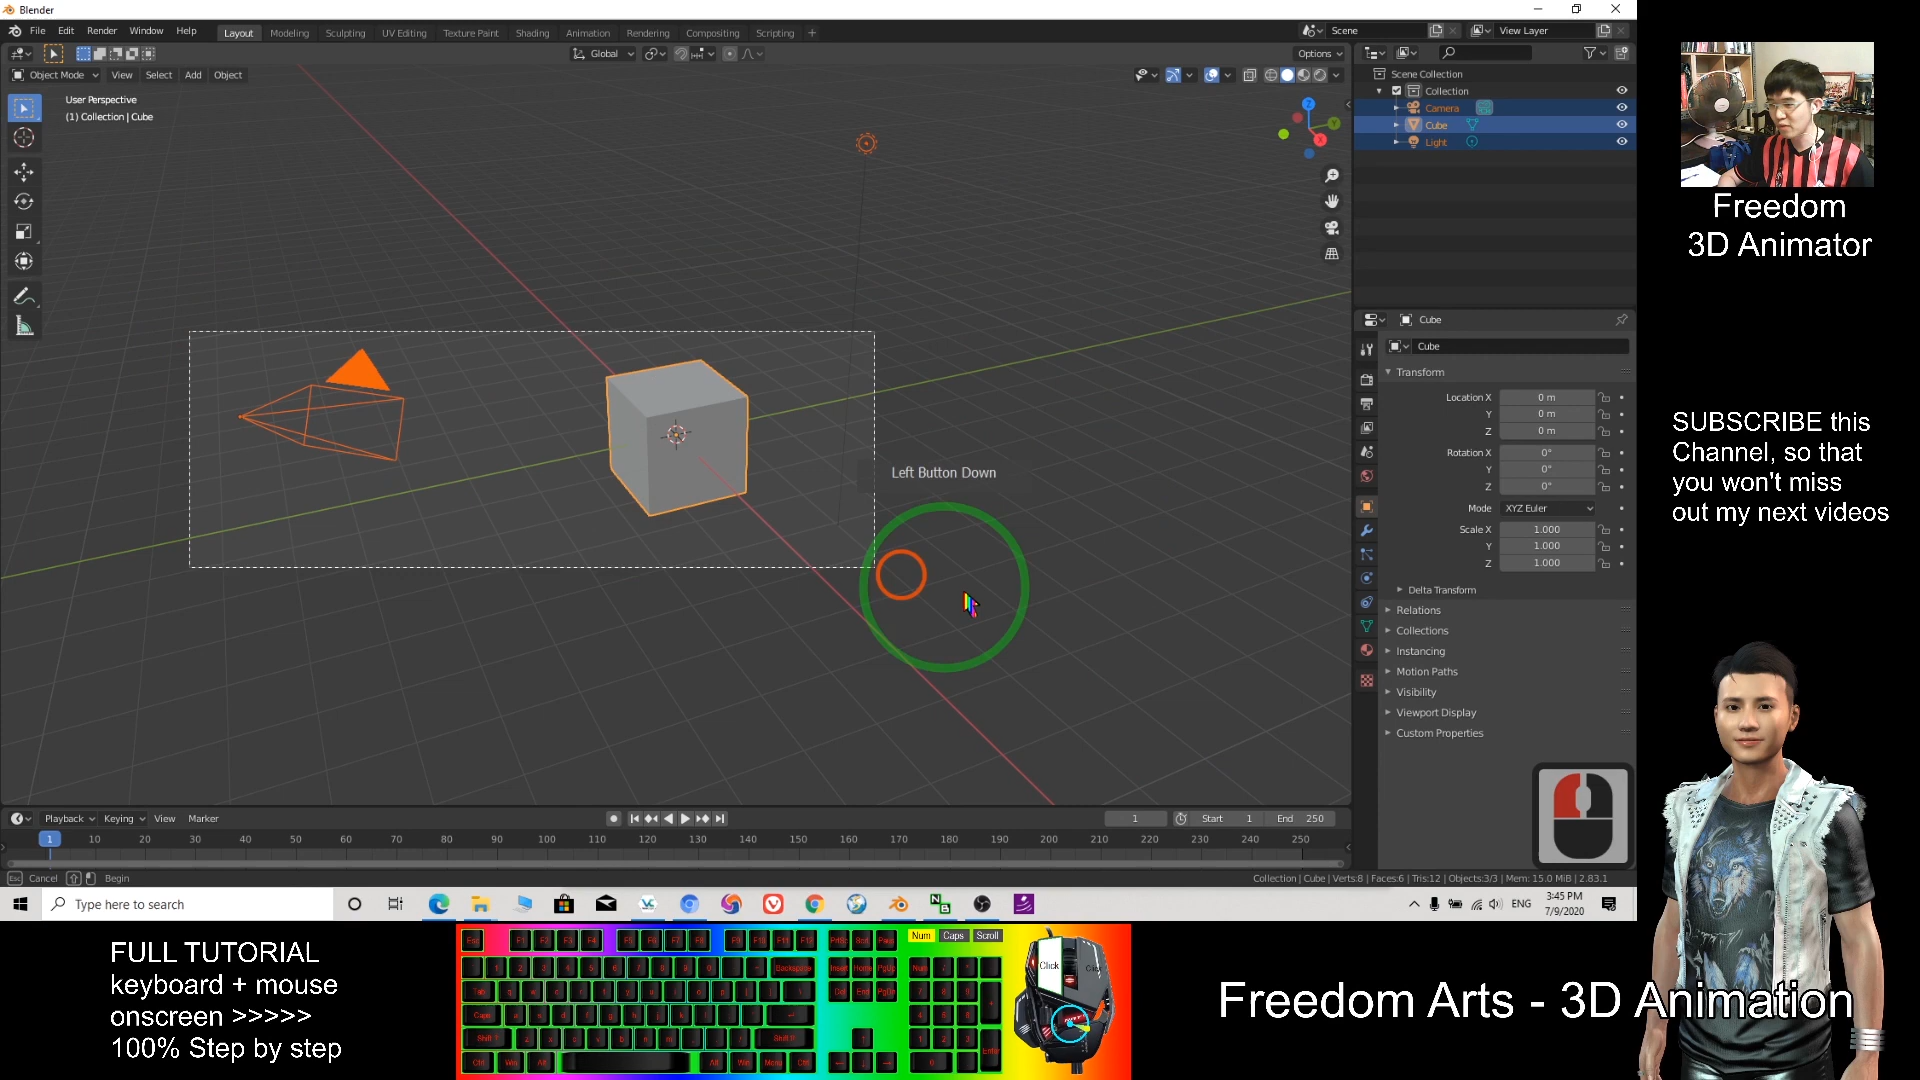 Blender
File Edit Render Window Help
Layout Modeling Sculpting UV Editing Texture Paint Shading Animation Rendering Compositing Scripting +
Scene
View Layer
Global
Options
Object Mode View Select Add Object
User Perspective
(1) Collection | Cube
Scene Collection
Collection
Camera
Cube
Light
Left Button Down
Cube
Cube
Transform
Location X 0 m
Y 0 m
Z 0 m
Rotation X 0°
Y 0°
Z 0°
Mode XYZ Euler
Scale X 1.000
Y 1.000
Z 1.000
Delta Transform
Relations
Collections
Instancing
Motion Paths
Visibility
Viewport Display
Custom Properties
Playback Keying View Marker
1 Start 1 End 250
1 10 20 30 40 50 60 70 80 90 100 110 120 130 140 150 160 170 180 190 200 210 220 230 240 250
Esc Cancel Begin
Collection | Cube | Verts:8 | Faces:6 | Tris:12 | Objects:3/3 | Mem: 15.0 MiB | 2.83.1
Type here to search
ENG
3:45 PM
7/9/2020
Freedom
3D Animator
SUBSCRIBE this
Channel, so that
you won't miss
out my next videos
FULL TUTORIAL
keyboard + mouse
onscreen >>>>>
100% Step by step
Num Caps Scroll
Click
Freedom Arts - 3D Animation